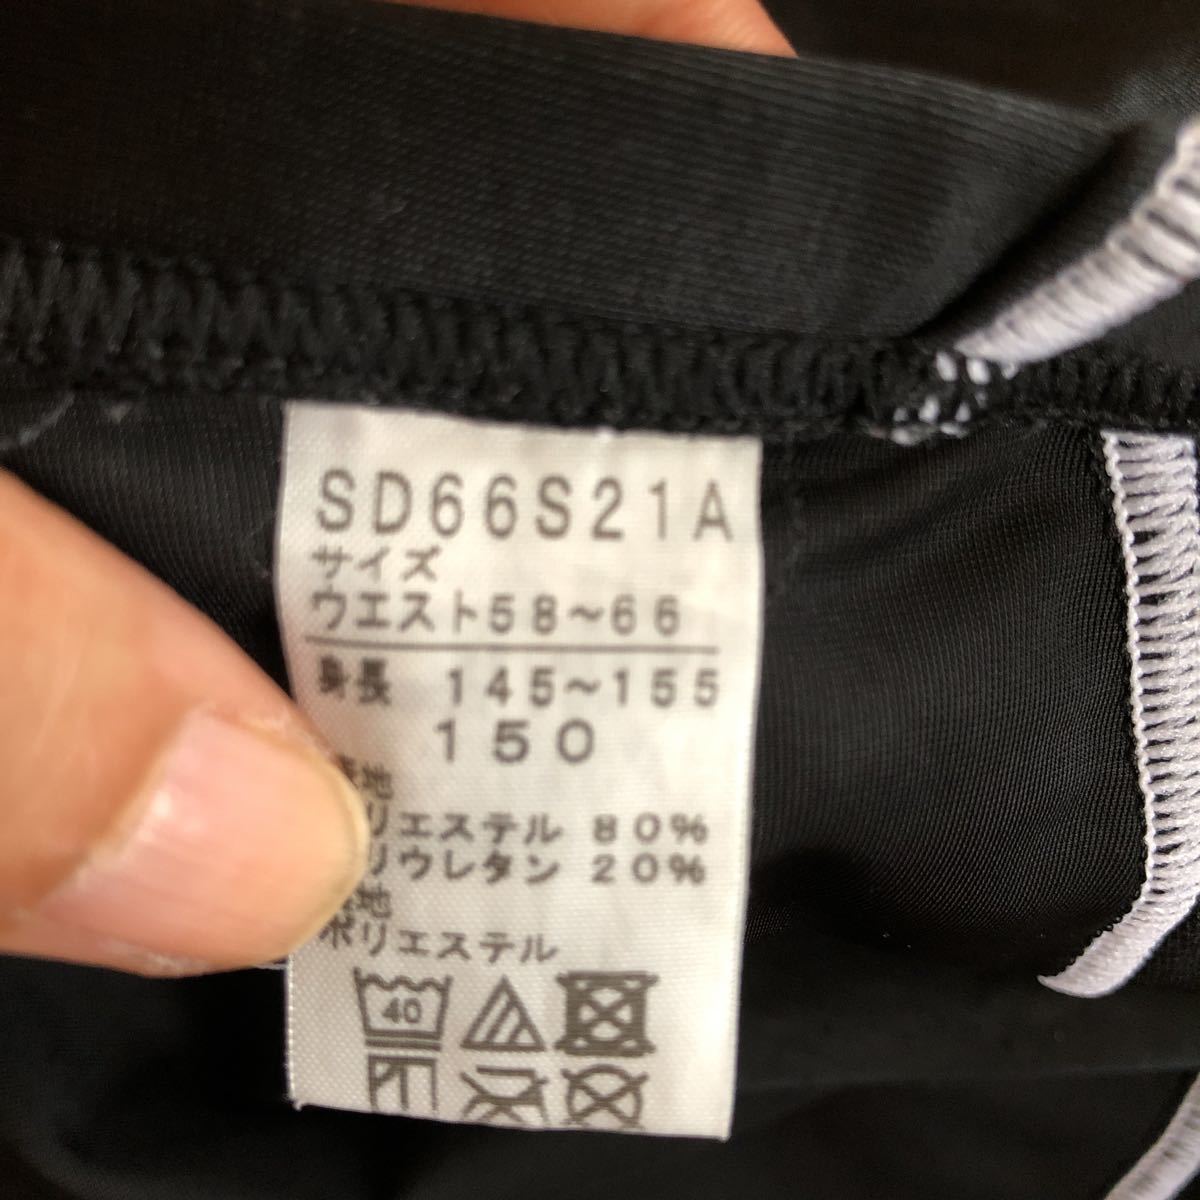 SD66S21A
サイズ
ウエスト58~66
身長 145~155
150
地
リエステル 80%
リウレタン 20%
地
ポリエステル
40